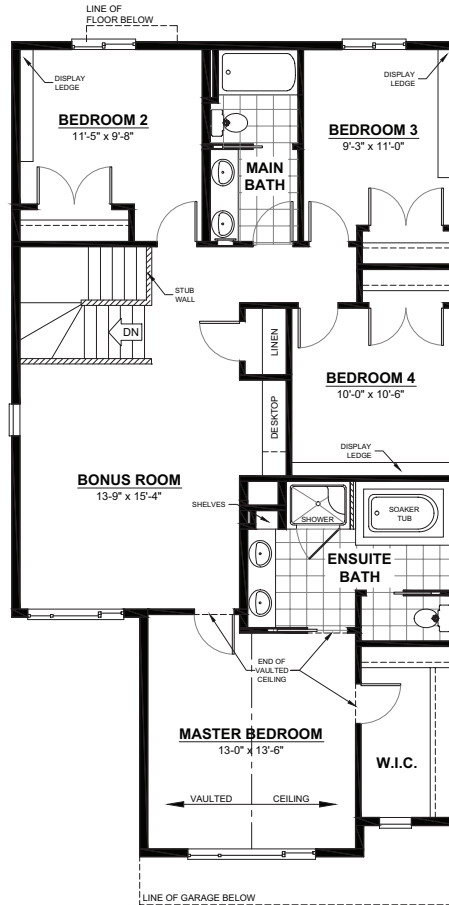 LINE OF
FLOOR BELOW
DISPLAY
LEDGE
BEDROOM 2
11'-5" x 9'-8"
MAIN
BATH
DISPLAY
LEDGE
BEDROOM 3
9'-3" x 11'-0"
STUB
WALL
DN
LINEN
BEDROOM 4
10'-0" x 10'-6"
DESKTOP
DISPLAY
LEDGE
BONUS ROOM
13'-9" x 15'-4"
SHELVES
SHOWER
SOAKER
TUB
ENSUITE
BATH
END OF
VAULTED
CEILING
MASTER BEDROOM
13'-0" x 13'-6"
W.I.C.
VAULTED CEILING
LINE OF GARAGE BELOW